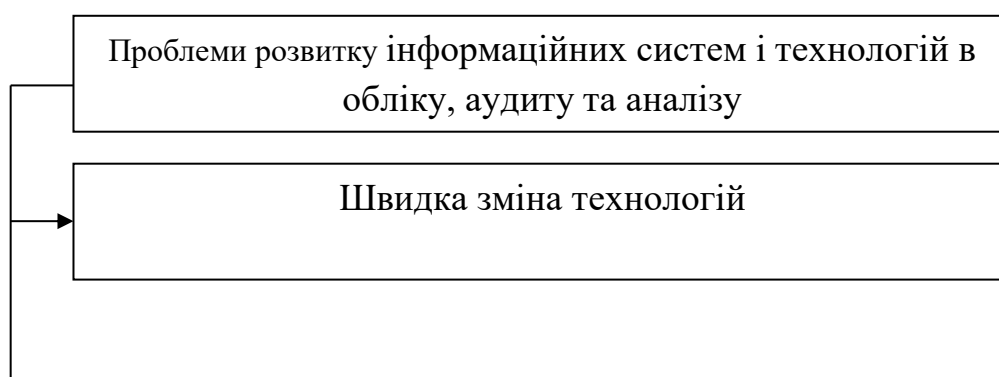 Проблеми розвитку інформаційних систем і технологій в
обліку, аудиту та аналізу
Швидка зміна технологій